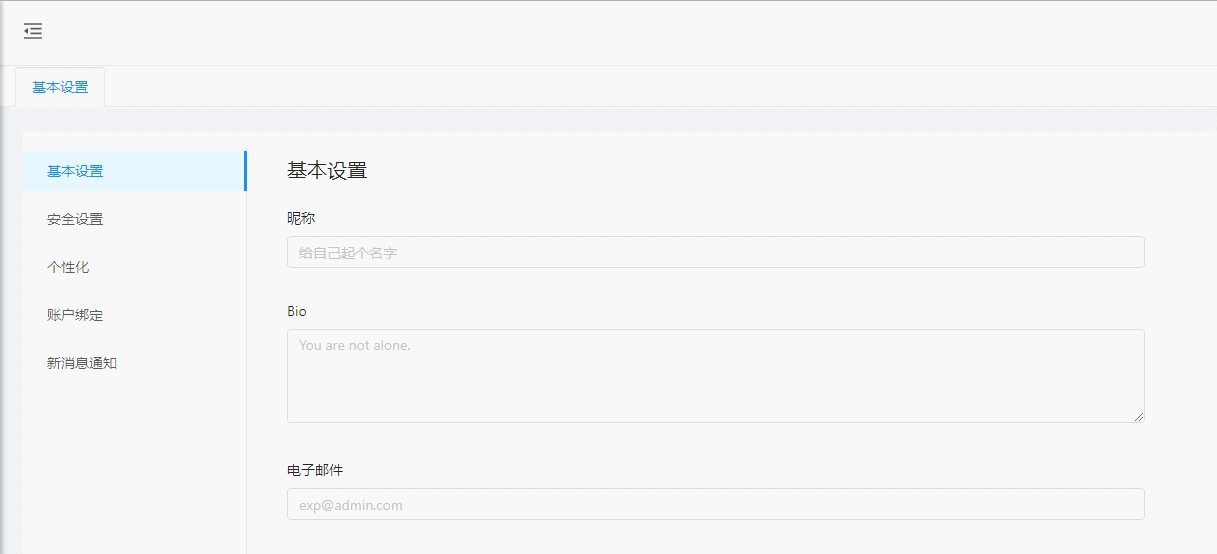 基本设置
基本设置
安全设置
个性化
账户绑定
新消息通知
基本设置
昵称
给自己起个名字
Bio
You are not alone.
电子邮件
exp@admin.com